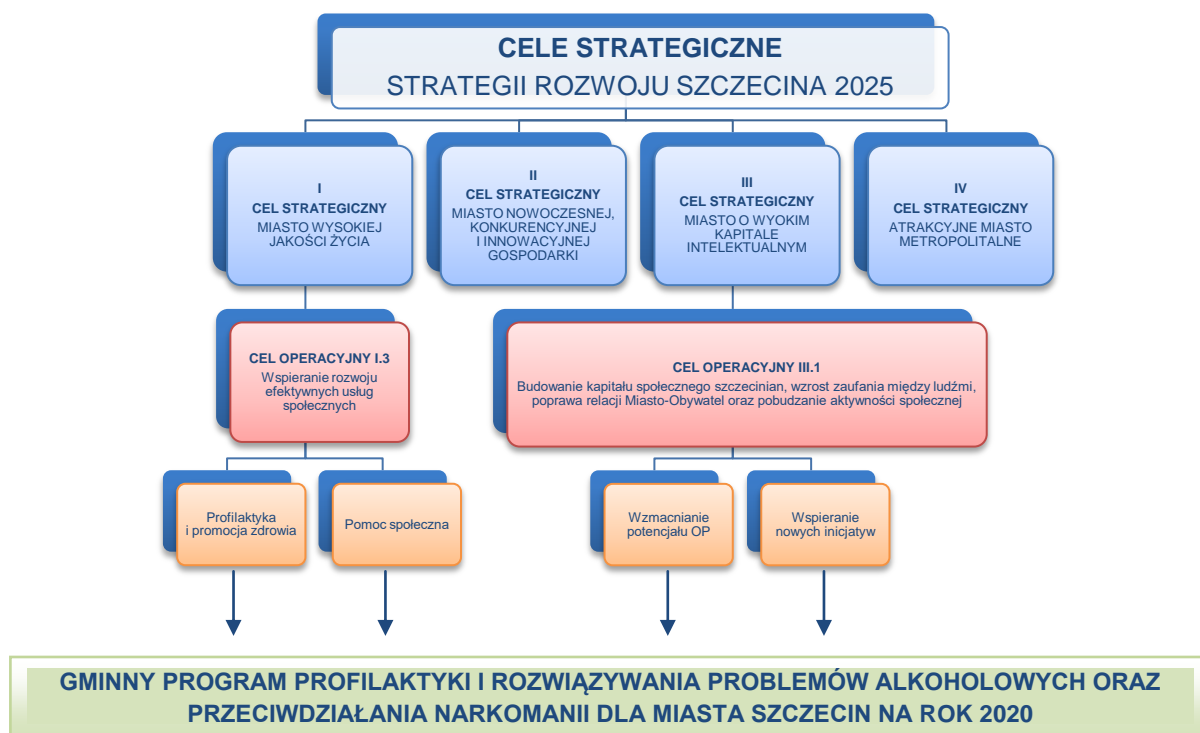 CELE STRATEGICZNE
STRATEGII ROZWOJU SZCZECINA 2025
I
CEL STRATEGICZNY
MIASTO WYSOKIEJ
JAKOŚCI ŻYCIA
II
CEL STRATEGICZNY
MIASTO NOWOCZESNEJ,
KONKURENCYJNEJ
I INNOWACYJNEJ
GOSPODARKI
III
CEL STRATEGICZNY
MIASTO O WYOKIM
KAPITALE
INTELEKTUALNYM
IV
CEL STRATEGICZNY
ATRAKCYJNE MIASTO
METROPOLITALNE
CEL OPERACYJNY I.3
Wspieranie rozwoju
efektywnych usług
społecznych
CEL OPERACYJNY III.1
Budowanie kapitału społecznego szczecinian, wzrost zaufania między ludźmi,
poprawa relacji Miasto-Obywatel oraz pobudzanie aktywności społecznej
Profilaktyka
i promocja zdrowia
Pomoc społeczna
Wzmacnianie
potencjału OP
Wspieranie
nowych inicjatyw
GMINNY PROGRAM PROFILAKTYKI I ROZWIĄZYWANIA PROBLEMÓW ALKOHOLOWYCH ORAZ
PRZECIWDZIAŁANIA NARKOMANII DLA MIASTA SZCZECIN NA ROK 2020